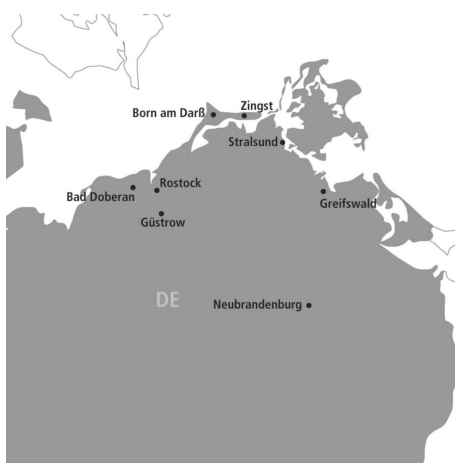 Born am Darß
Zingst
Stralsund
Rostock
Bad Doberan
Greifswald
Güstrow
DE
Neubrandenburg